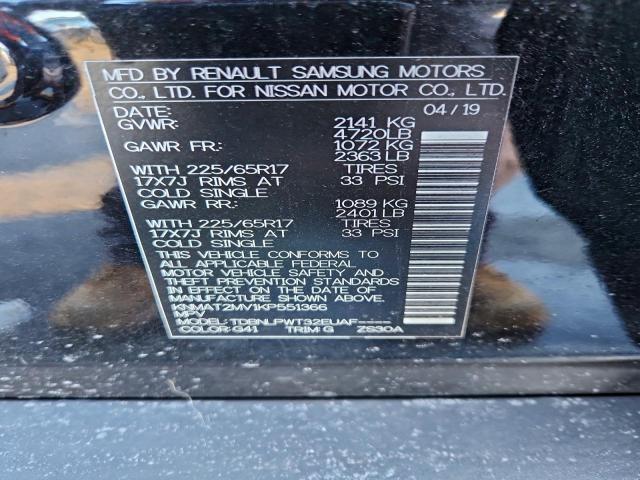 MFD BY RENAULT SAMSUNG MOTORS
CO., LTD. FOR NISSAN MOTOR CO., LTD.
DATE: 04/19
GVWR: 2141 KG
4720LB
GAWR FR: 1072 KG
2363 LB
WITH 225/65R17 TIRES
17X7J RIMS AT 33 PSI
COLD SINGLE
GAWR RR: 1089 KG
2401 LB
WITH 225/65R17 TIRES
17X7J RIMS AT 33 PSI
COLD SINGLE
THIS VEHICLE CONFORMS TO
ALL APPLICABLE FEDERAL
MOTOR VEHICLE SAFETY AND
THEFT PREVENTION STANDARDS
IN EFFECT ON THE DATE OF
MANUFACTURE SHOWN ABOVE.
KNMAT2MV1KP551366
MPV
MODEL: TDBNLPWT32EUAF-----
COLOR: G41 TRIM: G ZS30A